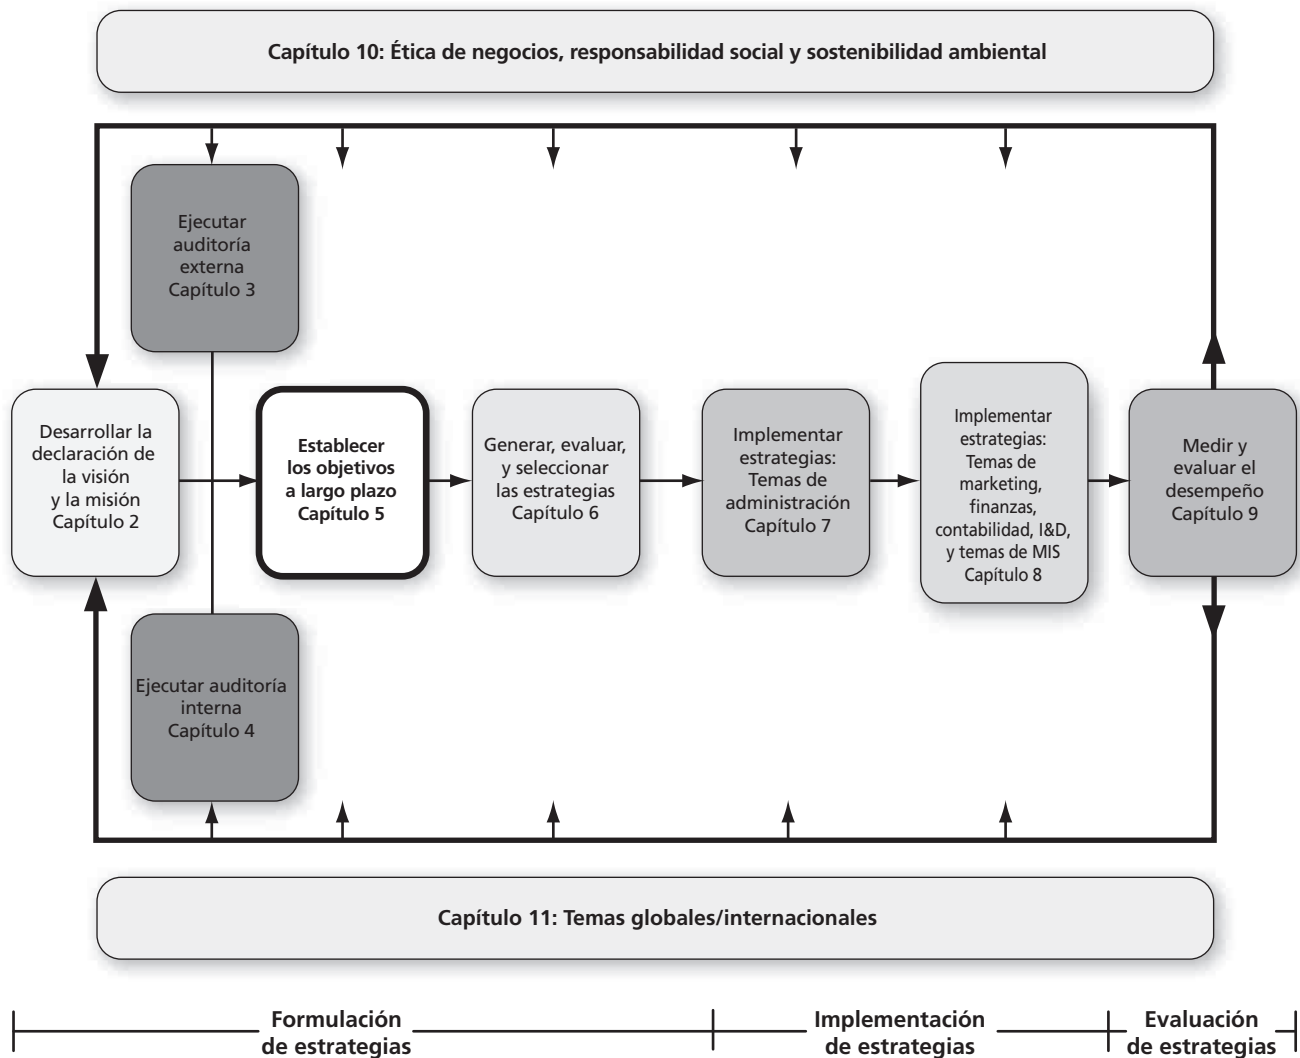 Capítulo 10: Ética de negocios, responsabilidad social y sostenibilidad ambiental
Ejecutar
auditoría
externa
Capítulo 3
Desarrollar la
declaración de
la visión
y la misión
Capítulo 2
Establecer
los objetivos
a largo plazo
Capítulo 5
Generar, evaluar,
y seleccionar
las estrategias
Capítulo 6
Implementar
estrategias:
Temas de
administración
Capítulo 7
Implementar
estrategias:
Temas de
marketing,
finanzas,
contabilidad, I&D,
y temas de MIS
Capítulo 8
Medir y
evaluar el
desempeño
Capítulo 9
Ejecutar auditoría
interna
Capítulo 4
Capítulo 11: Temas globales/internacionales
Formulación
de estrategias
Implementación
de estrategias
Evaluación
de estrategias